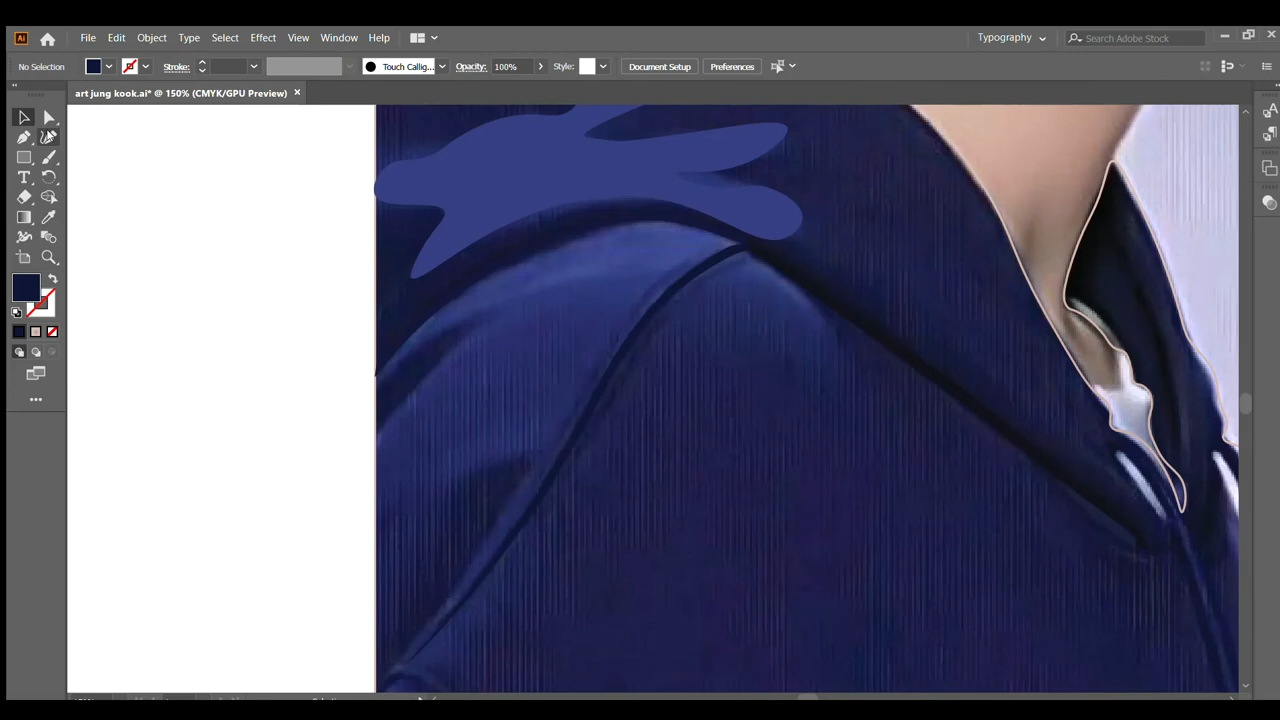 Ai File Edit Object Type Select Effect View Window Help Typography Search Adobe Stock
No Selection Stroke: Touch Callig... Opacity: 100% Style: Document Setup Preferences
art jung kook.ai* @ 150% (CMYK/GPU Preview) ×
T